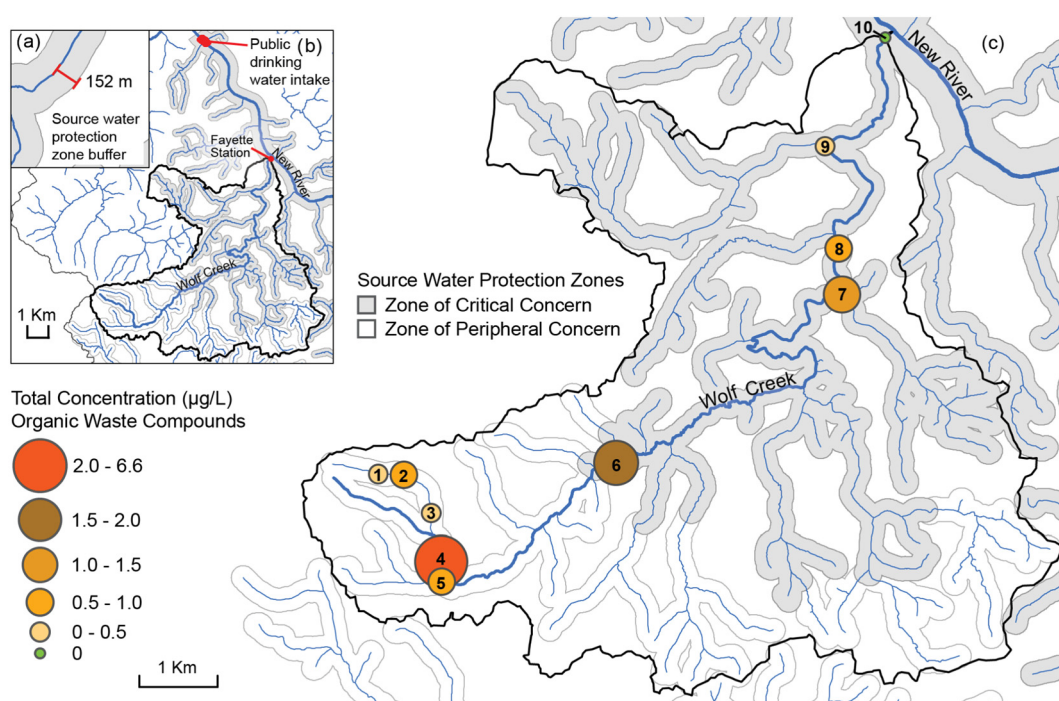 (a)
152 m
Source water
protection
zone buffer
(b)
Public
drinking
water intake
Fayette
Station
New River
Wolf Creek
1 Km
(c)
New River
Source Water Protection Zones
Zone of Critical Concern
Zone of Peripheral Concern
Wolf Creek
10
9
8
7
6
1
2
3
4
5
Total Concentration (µg/L)
Organic Waste Compounds
2.0 - 6.6
1.5 - 2.0
1.0 - 1.5
0.5 - 1.0
0 - 0.5
0
1 Km